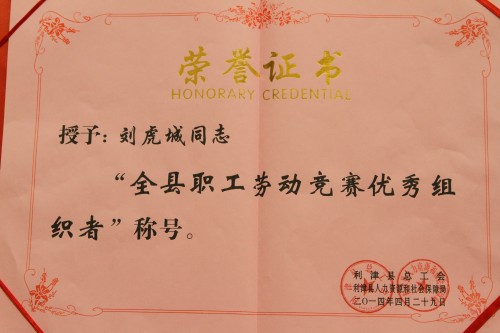 荣誉证书
HONORARY CREDENTIAL
授予：刘虎城同志
“全县职工劳动竞赛优秀组
织者”称号。
利津县总工会
利津县人力资源和社会保障局
二〇一四年四月二十九日